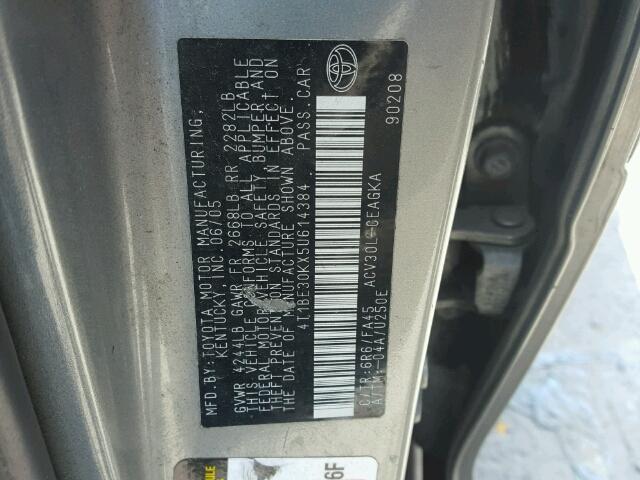 MFD.BY:TOYOTA MOTOR MANUFACTURING,
KENTUCKY, INC. 06/05
GVWR 4244LB GAWR FR 2668LB RR 2282LB
THIS VEHICLE CONFORMS TO ALL APPLICABLE
FEDERAL MOTOR VEHICLE SAFETY, BUMPER, AND
THEFT PREVENTION STANDARDS IN EFFECT ON
THE DATE OF MANUFACTURE SHOWN ABOVE.
4T1BE30KX5U614384 PASS.CAR
C/TR:6R6/FA45 ACV30L-CEAGKA
A/TM:-04A/U250E
90208
6F